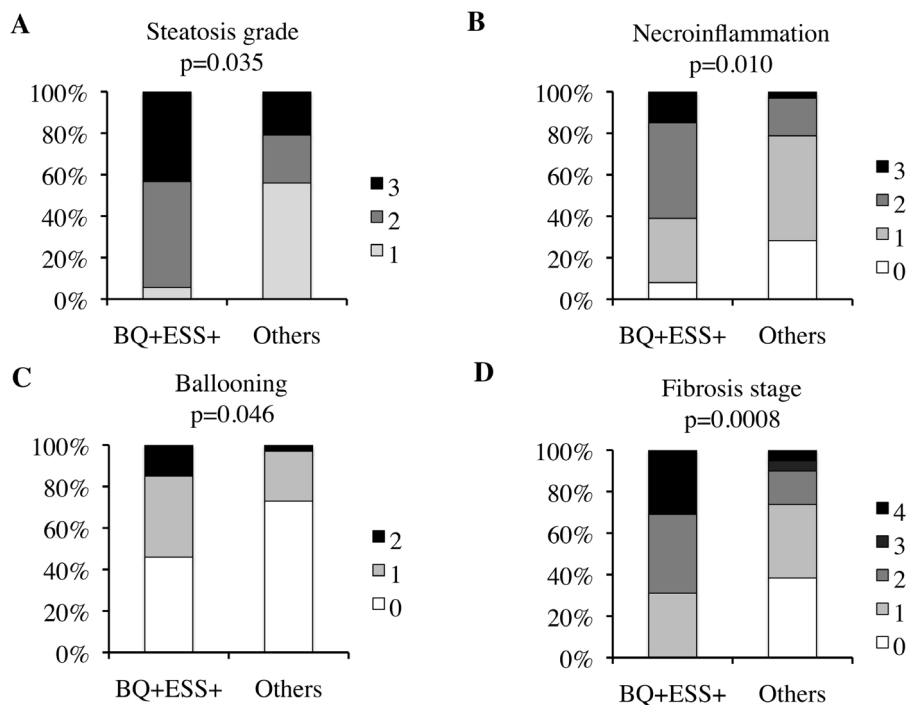 A
Steatosis grade
p=0.035
100%
80%
60%
40%
20%
0%
3
2
1
BQ+ESS+ Others
B
Necroinflammation
p=0.010
100%
80%
60%
40%
20%
0%
3
2
1
0
BQ+ESS+ Others
C
Ballooning
p=0.046
100%
80%
60%
40%
20%
0%
2
1
0
BQ+ESS+ Others
D
Fibrosis stage
p=0.0008
100%
80%
60%
40%
20%
0%
4
3
2
1
0
BQ+ESS+ Others